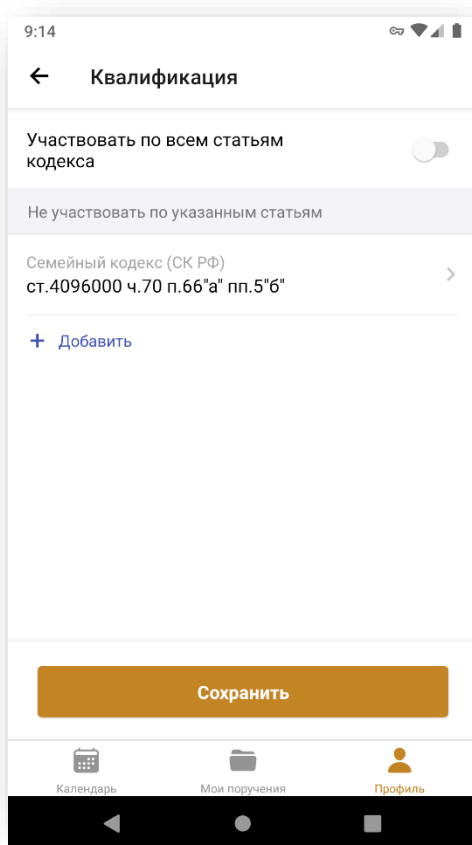 9:14
Квалификация
Участвовать по всем статьям
кодекса
Не участвовать по указанным статьям
Семейный кодекс (СК РФ)
ст.4096000 ч.70 п.66"а" пп.5"б"
+ Добавить
Сохранить
Календарь
Мои поручения
Профиль